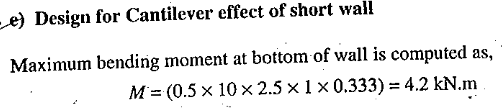 e) Design for Cantilever effect of short wall
Maximum bending moment at bottom of wall is computed as,
M = (0.5 × 10 × 2.5 × 1 × 0.333) = 4.2 kN.m